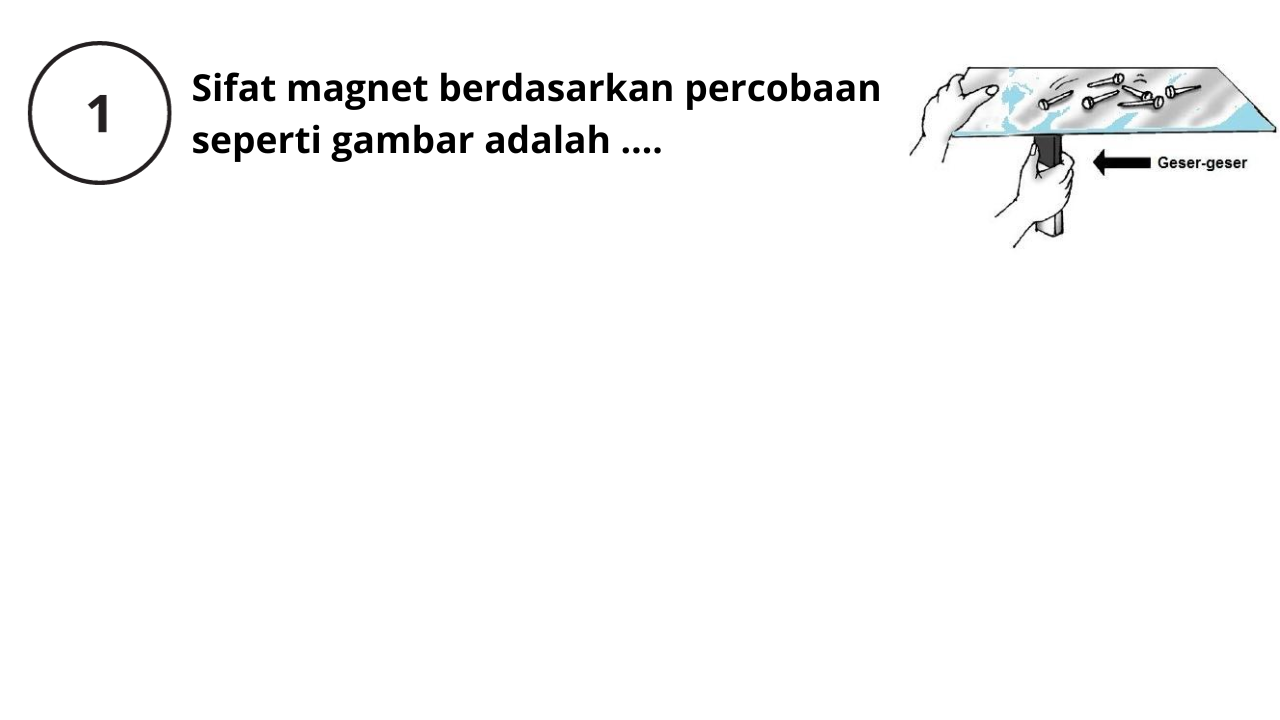 1
Sifat magnet berdasarkan percobaan
seperti gambar adalah ....
Geser-geser